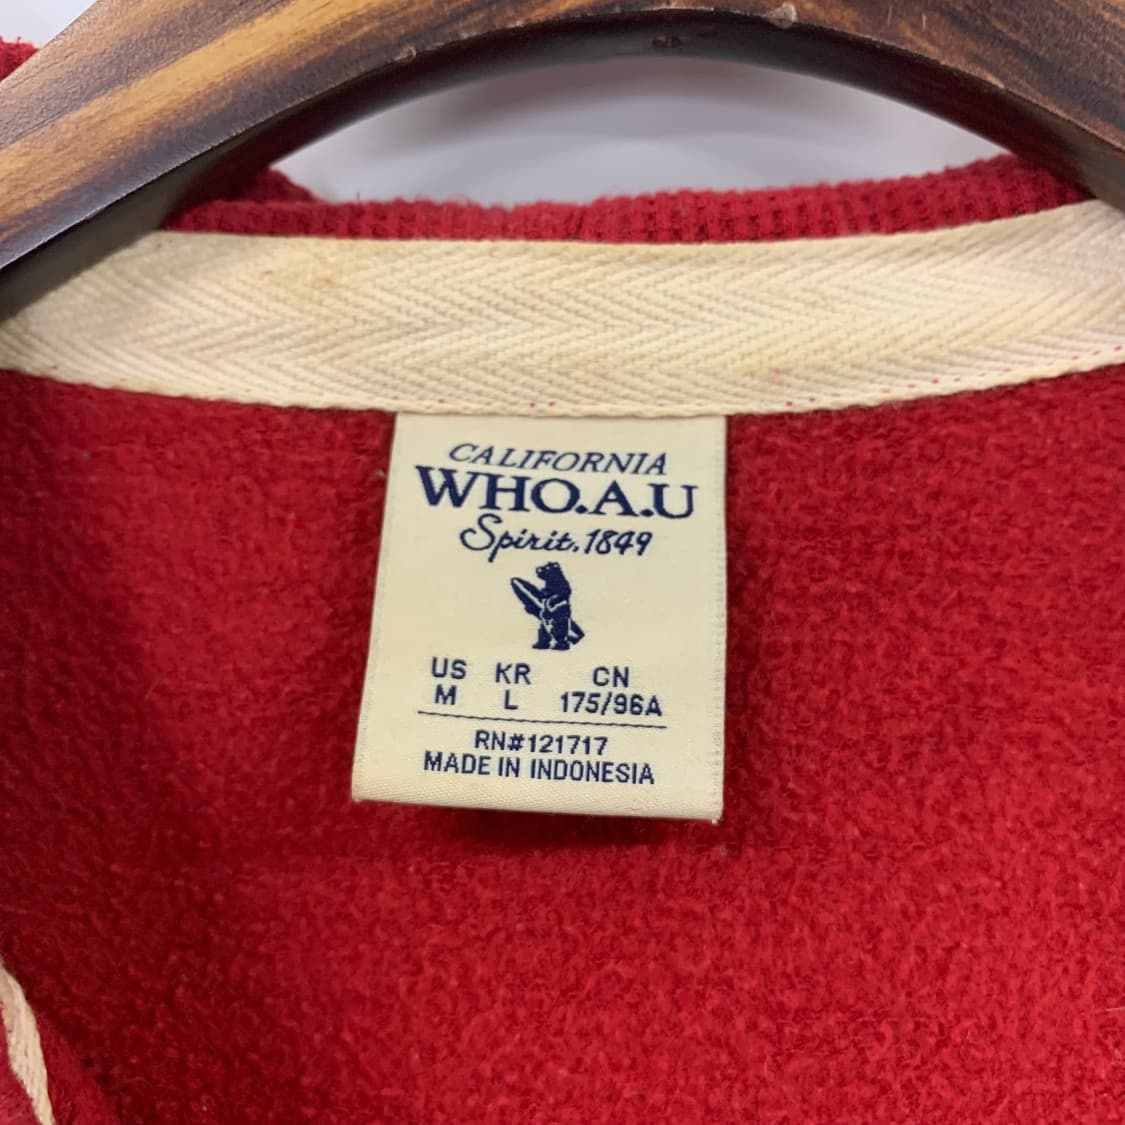 CALIFORNIA
WHO.A.U
Spirit.1849
US KR CN
M L 175/96A
RN#121717
MADE IN INDONESIA